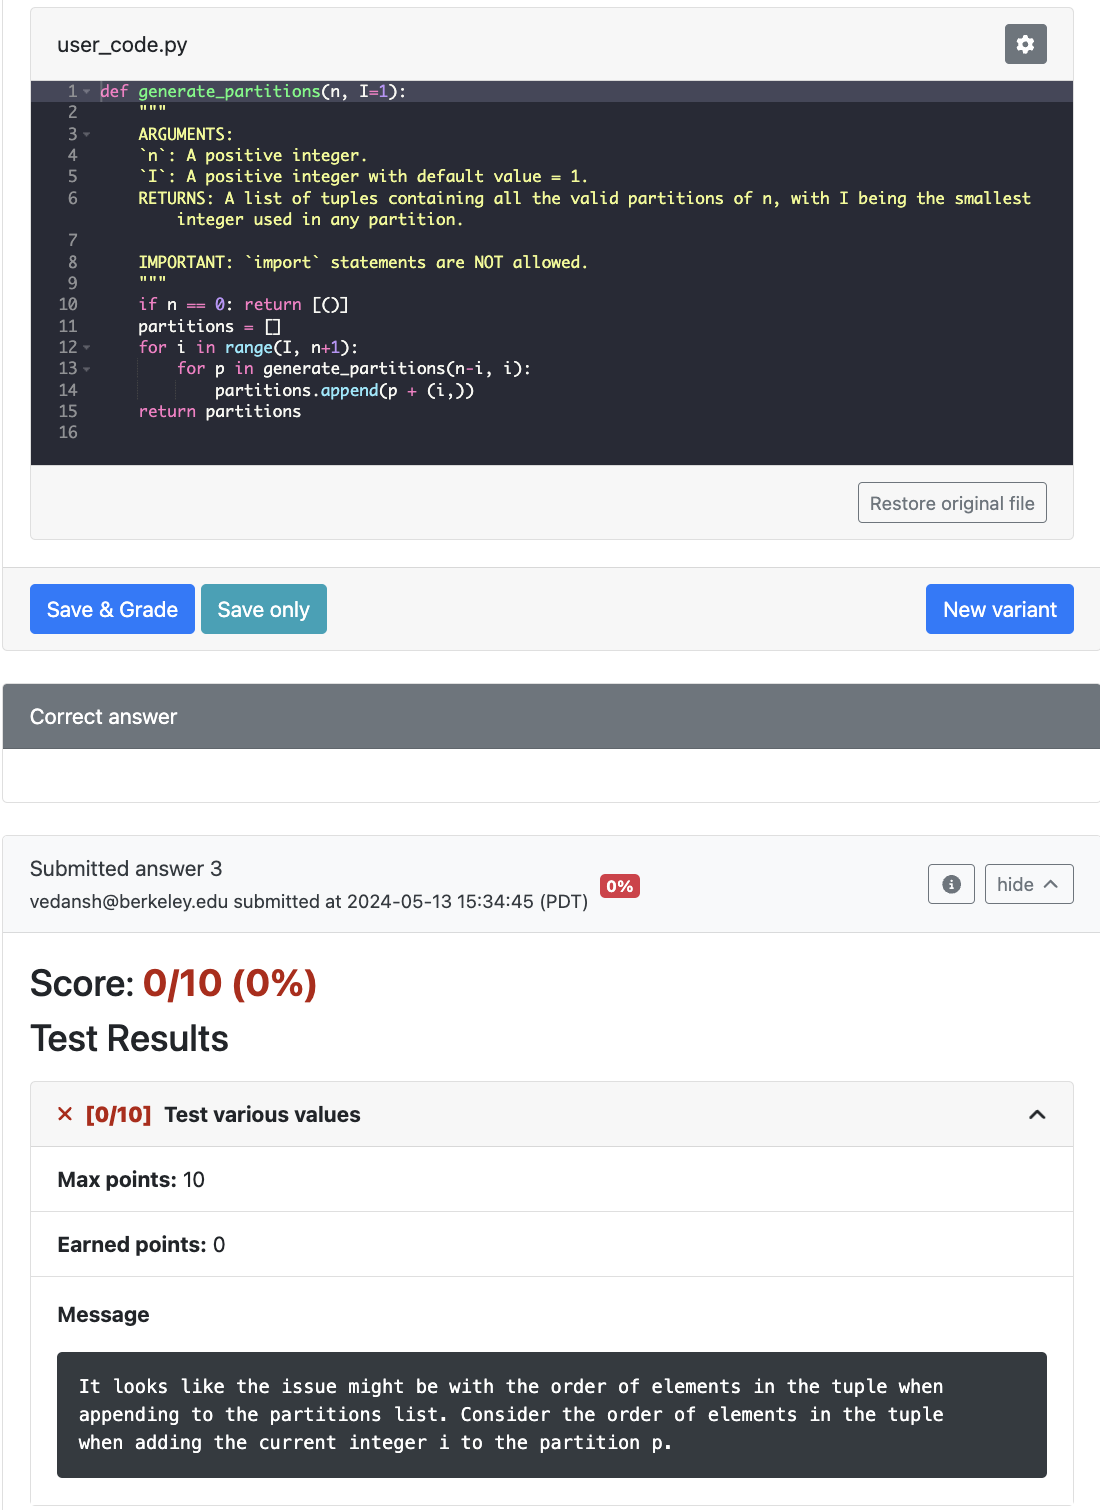 user_code.py
1 def generate_partitions(n, I=1):
2 """
3 ARGUMENTS:
4 `n`: A positive integer.
5 `I`: A positive integer with default value = 1.
6 RETURNS: A list of tuples containing all the valid partitions of n, with I being the smallest
integer used in any partition.
7
8 IMPORTANT: `import` statements are NOT allowed.
9 """
10 if n == 0: return [()]
11 partitions = []
12 for i in range(I, n+1):
13 for p in generate_partitions(n-i, i):
14 partitions.append(p + (i,))
15 return partitions
16
Restore original file
Save & Grade Save only New variant
Correct answer
Submitted answer 3
vedansh@berkeley.edu submitted at 2024-05-13 15:34:45 (PDT) 0% hide
Score: 0/10 (0%)
Test Results
× [0/10] Test various values
Max points: 10
Earned points: 0
Message
It looks like the issue might be with the order of elements in the tuple when
appending to the partitions list. Consider the order of elements in the tuple
when adding the current integer i to the partition p.